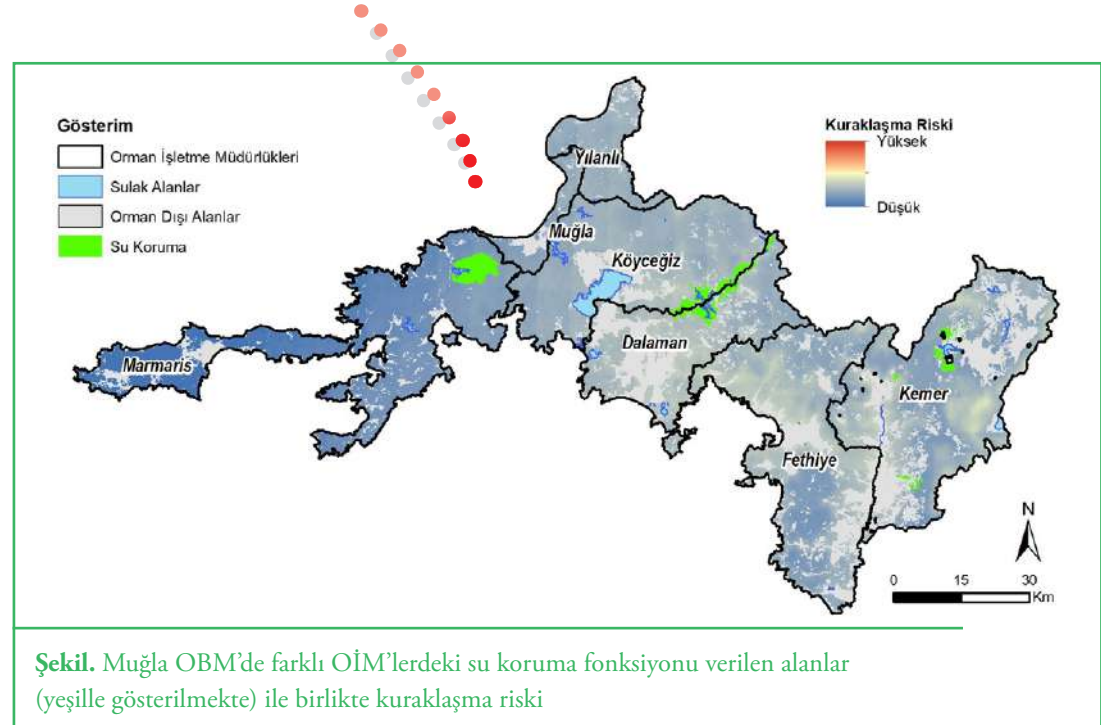 Gösterim
Orman İşletme Müdürlükleri
Sulak Alanlar
Orman Dışı Alanlar
Su Koruma
Kuraklaşma Riski
Yüksek
Düşük
Yılanlı
Muğla
Köyceğiz
Marmaris
Dalaman
Kemer
Fethiye
N
0 15 30
Km
Şekil. Muğla OBM’de farklı OİM’lerdeki su koruma fonksiyonu verilen alanlar
(yeşille gösterilmekte) ile birlikte kuraklaşma riski